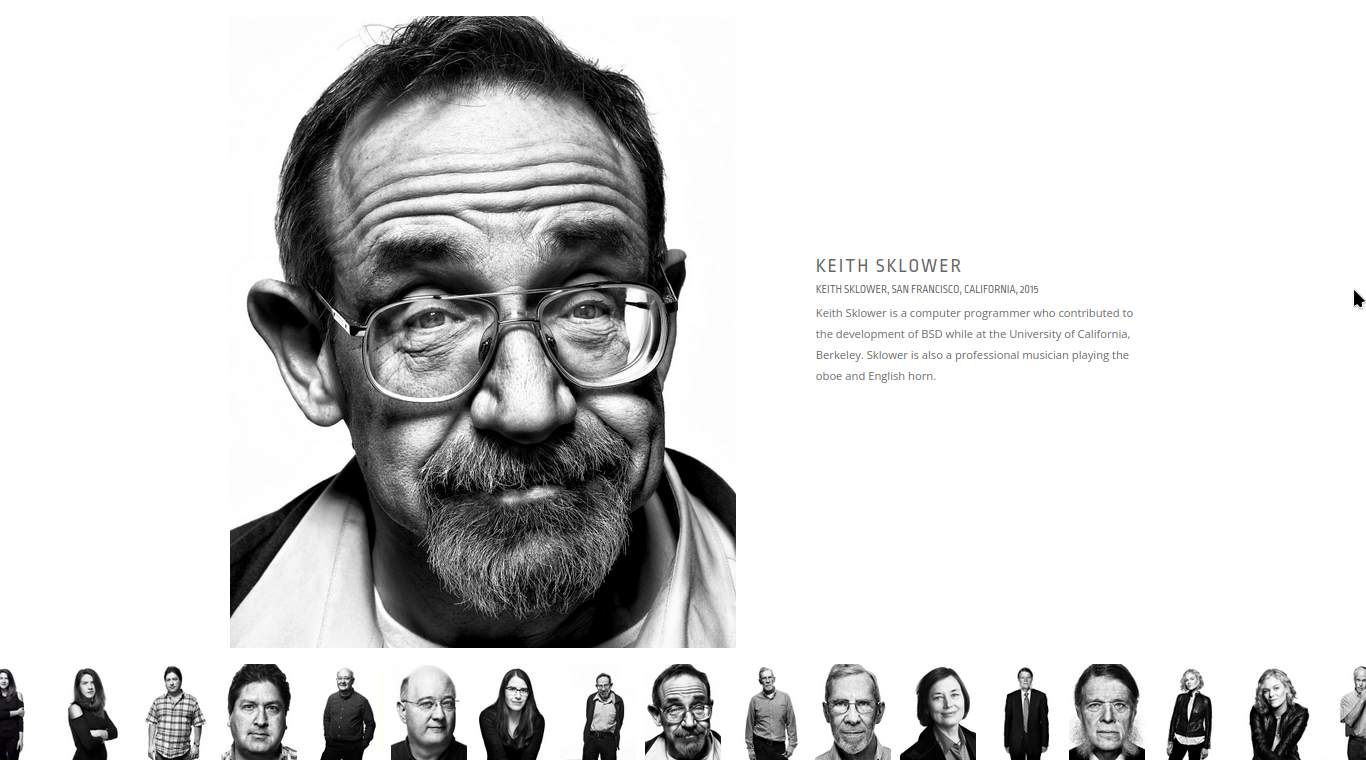 KEITH SKLOWER
KEITH SKLOWER, SAN FRANCISCO, CALIFORNIA, 2015
Keith Sklower is a computer programmer who contributed to
the development of BSD while at the University of California,
Berkeley. Sklower is also a professional musician playing the
oboe and English horn.